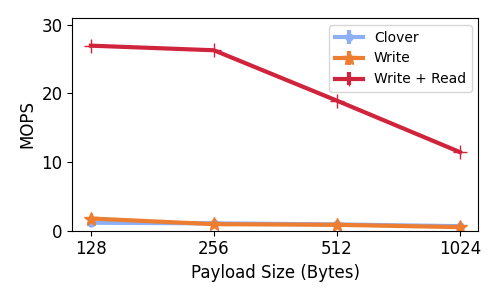 30
20
10
0
MOPS
Clover
Write
Write + Read
128
256
512
1024
Payload Size (Bytes)